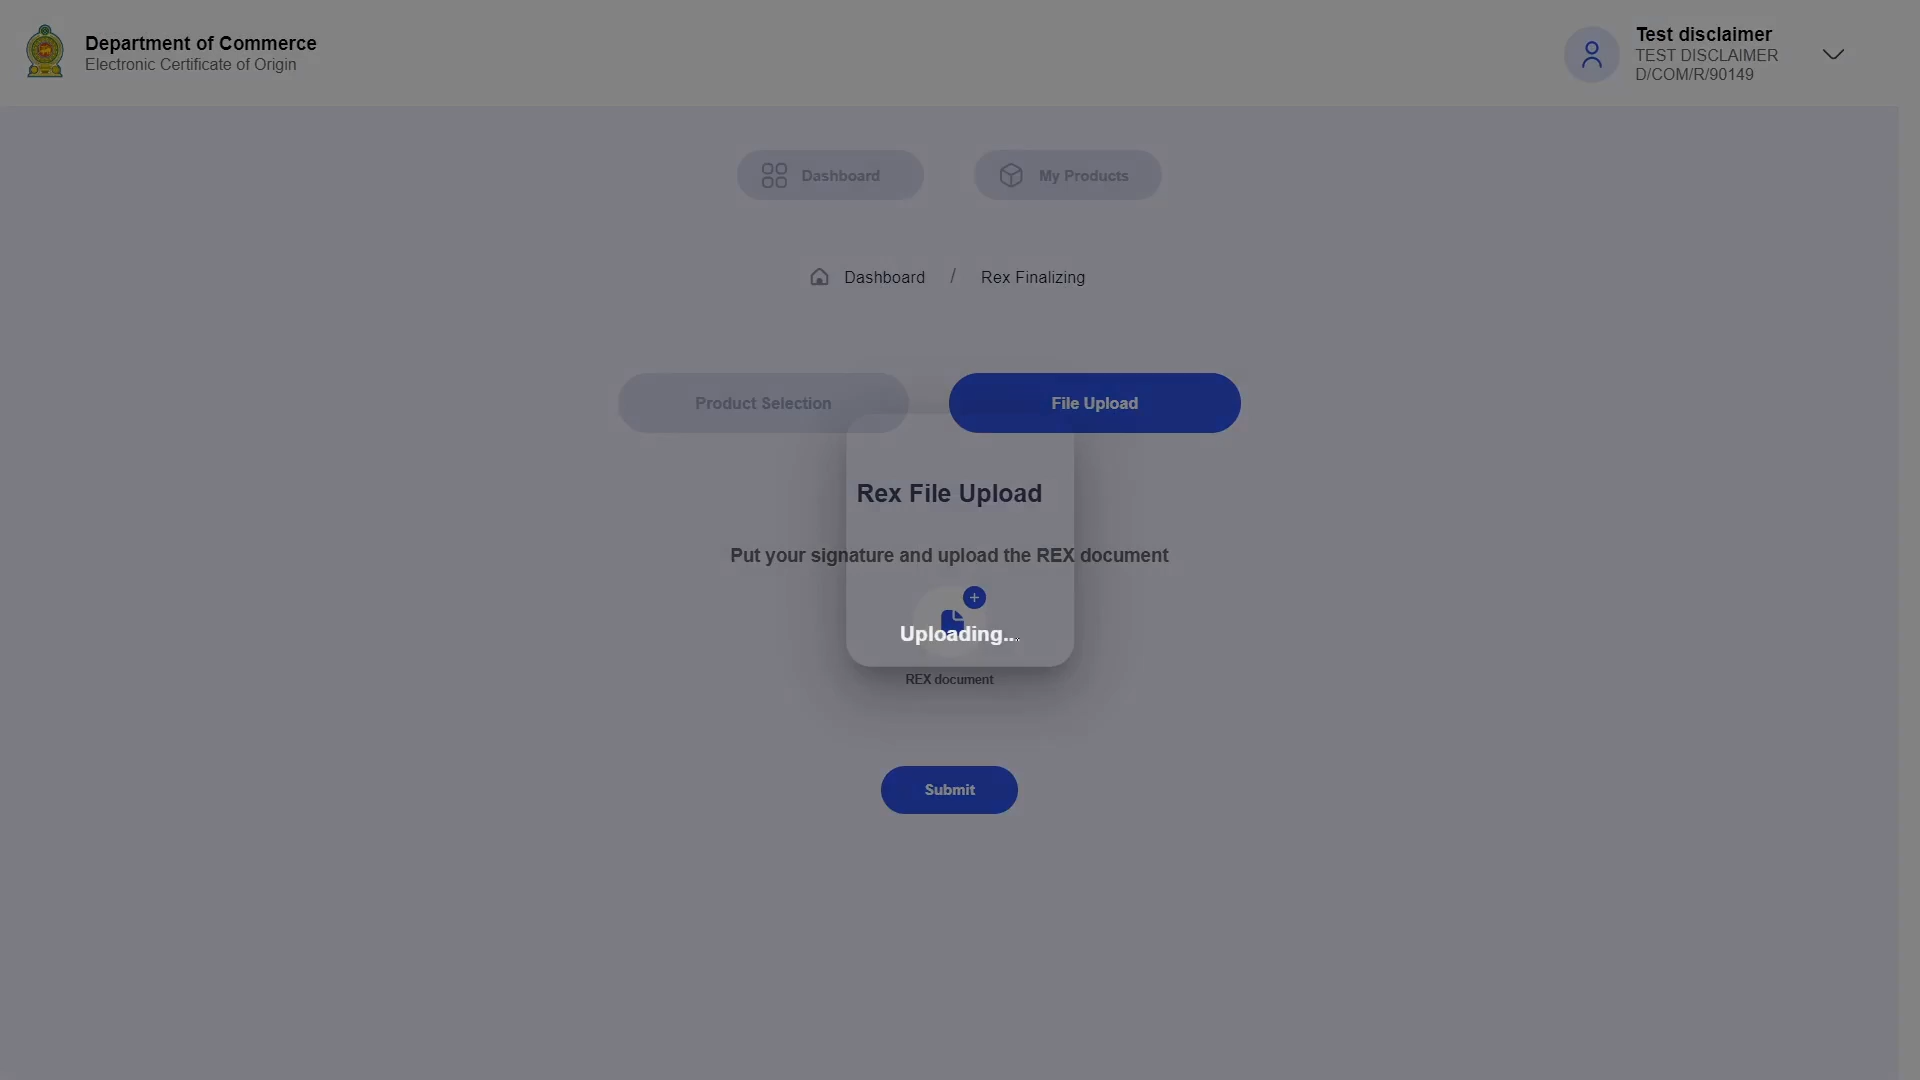 Department of Commerce
Electronic Certificate of Origin
Test disclaimer
TEST DISCLAIMER
D/COM/R/90149
Dashboard
My Products
Dashboard / Rex Finalizing
Product Selection
File Upload
Rex File Upload
Put your signature and upload the REX document
Uploading...
REX document
Submit